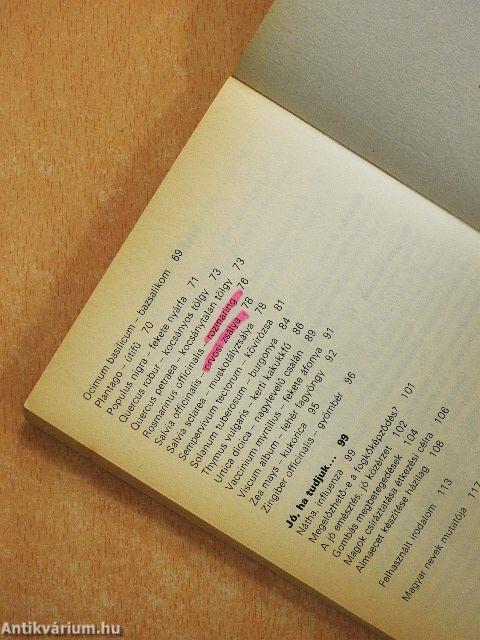 Ocimum basilicum – bazsalikom 69
Plantago – útifű 70
Populus nigra – fekete nyárfa 71
Quercus robur – kocsányos tölgy 73
Quercus petraea – kocsánytalan tölgy 73
Rosmarinus officinalis – rozmaring 76
Salvia officinalis – orvosi zsálya 78
Salvia solarea – muskotályzsálya 78
Sempervivum tectorum – kövirózsa 81
Solanum tuberosum – burgonya 84
Thymus vulgaris – kerti kakukkfű 86
Urtica dioica – nagylevelű csalán 89
Vaccinium myrtillus – fekete áfonya 91
Viscum album – fehér fagyöngy 92
Zea mays – kukorica 95
Zingiber officinalis – gyömbér 96
Jó, ha tudjuk... 99
Nátha, influenza 99
Megelőzhető-e a fogkőképződés? 101
A jó emésztés, jó közérzet 102
Gombás megbetegedések 104
Magok csíráztatása étkezési célra 106
Almaecet készítése házilag 108
Felhasznált irodalom 113
Magyar nevek mutatója 117
Antikvárium.hu